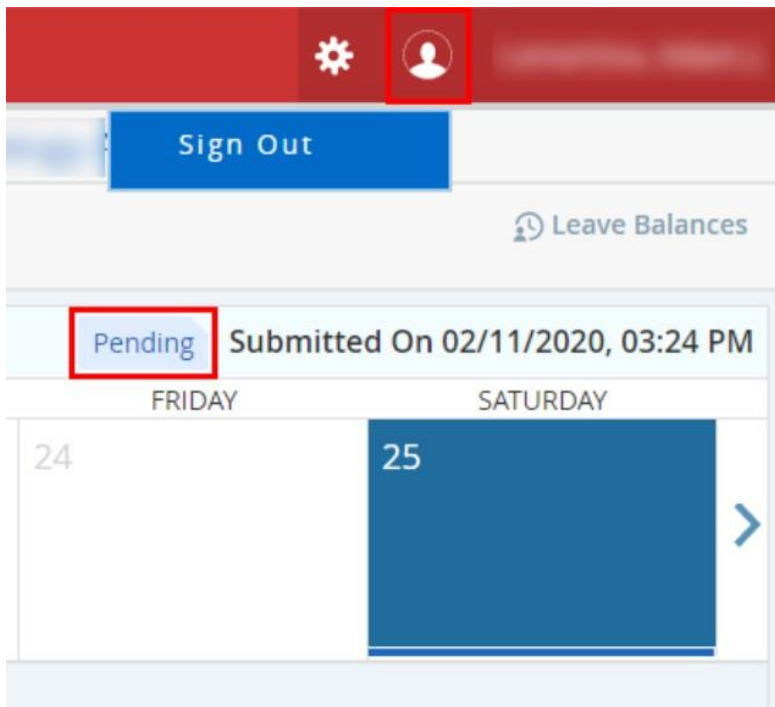 Sign Out
Leave Balances
Pending Submitted On 02/11/2020, 03:24 PM
FRIDAY SATURDAY
24 25